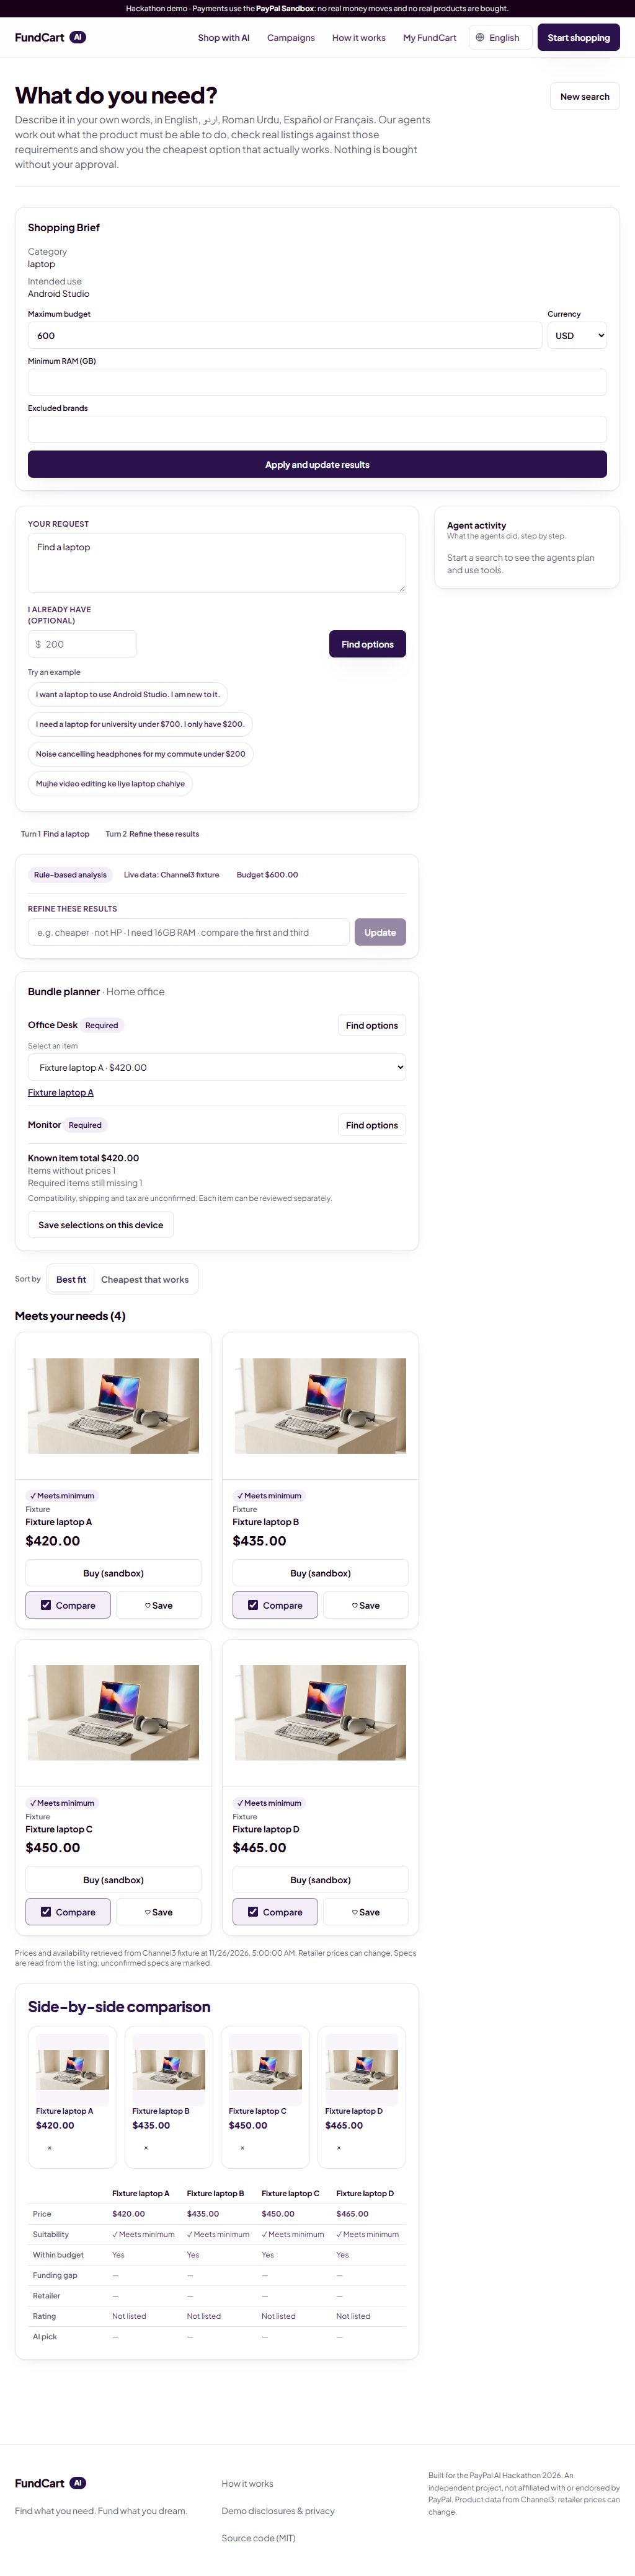 Hackathon demo · Payments use the PayPal Sandbox: no real money moves and no real products are bought.
FundCart AI
Shop with AI
Campaigns
How it works
My FundCart
English
Start shopping
What do you need?
New search
Describe it in your own words, in English, اردو, Roman Urdu, Español or Français. Our agents
work out what the product must be able to do, check real listings against those
requirements and show you the cheapest option that actually works. Nothing is bought
without your approval.
Shopping Brief
Category
laptop
Intended use
Android Studio
Maximum budget
Currency
600
USD
Minimum RAM (GB)
Excluded brands
Apply and update results
YOUR REQUEST
Find a laptop
I ALREADY HAVE
(OPTIONAL)
$ 200
Find options
Try an example
I want a laptop to use Android Studio. I am new to it.
I need a laptop for university under $700. I only have $200.
Noise cancelling headphones for my commute under $200
Mujhe video editing ke liye laptop chahiye
Agent activity
What the agents did, step by step.
Start a search to see the agents plan
and use tools.
Turn 1 Find a laptop
Turn 2 Refine these results
Rule-based analysis
Live data: Channel3 fixture
Budget $600.00
REFINE THESE RESULTS
e.g. cheaper · not HP · I need 16GB RAM · compare the first and third
Update
Bundle planner · Home office
Office Desk Required
Find options
Select an item
Fixture laptop A · $420.00
Fixture laptop A
Monitor Required
Find options
Known item total $420.00
Items without prices 1
Required items still missing 1
Compatibility, shipping and tax are unconfirmed. Each item can be reviewed separately.
Save selections on this device
Sort by
Best fit
Cheapest that works
Meets your needs (4)
✓ Meets minimum
Fixture
Fixture laptop A
$420.00
Buy (sandbox)
Compare
♡ Save
✓ Meets minimum
Fixture
Fixture laptop B
$435.00
Buy (sandbox)
Compare
♡ Save
✓ Meets minimum
Fixture
Fixture laptop C
$450.00
Buy (sandbox)
Compare
♡ Save
✓ Meets minimum
Fixture
Fixture laptop D
$465.00
Buy (sandbox)
Compare
♡ Save
Prices and availability retrieved from Channel3 fixture at 11/26/2026, 5:00:00 AM. Retailer prices can change. Specs
are read from the listing; unconfirmed specs are marked.
Side-by-side comparison
Fixture laptop A
$420.00
×
Fixture laptop B
$435.00
×
Fixture laptop C
$450.00
×
Fixture laptop D
$465.00
×
Fixture laptop A Fixture laptop B Fixture laptop C Fixture laptop D
Price $420.00 $435.00 $450.00 $465.00
Suitability ✓ Meets minimum ✓ Meets minimum ✓ Meets minimum ✓ Meets minimum
Within budget Yes Yes Yes Yes
Funding gap — — — —
Retailer — — — —
Rating Not listed Not listed Not listed Not listed
AI pick — — — —
FundCart AI
Find what you need. Fund what you dream.
How it works
Demo disclosures & privacy
Source code (MIT)
Built for the PayPal AI Hackathon 2026. An
independent project, not affiliated with or endorsed by
PayPal. Product data from Channel3; retailer prices can
change.